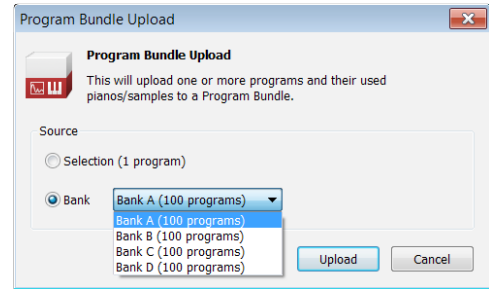 Program Bundle Upload
Program Bundle Upload
This will upload one or more programs and their used
pianos/samples to a Program Bundle.
Source
Selection (1 program)
Bank
Bank A (100 programs)
Bank A (100 programs)
Bank B (100 programs)
Bank C (100 programs)
Bank D (100 programs)
Upload
Cancel